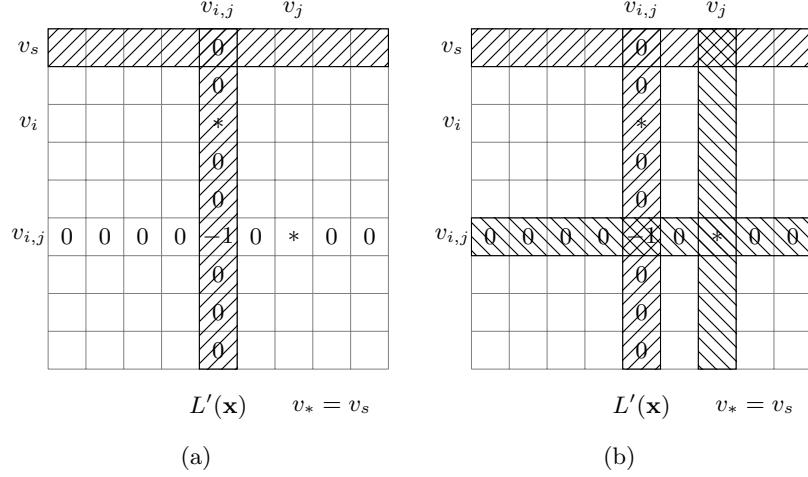 v_{i,j} v_j v_{i,j} v_j
v_s 0 v_s 0
0 0
v_i * v_i *
0 0
0 0
v_{i,j} 0 0 0 0 −1 0 * 0 0 v_{i,j} 0 0 0 0 −1 0 * 0 0
0 0
0 0
0 0
L′(x) v_* = v_s L′(x) v_* = v_s
(a) (b)